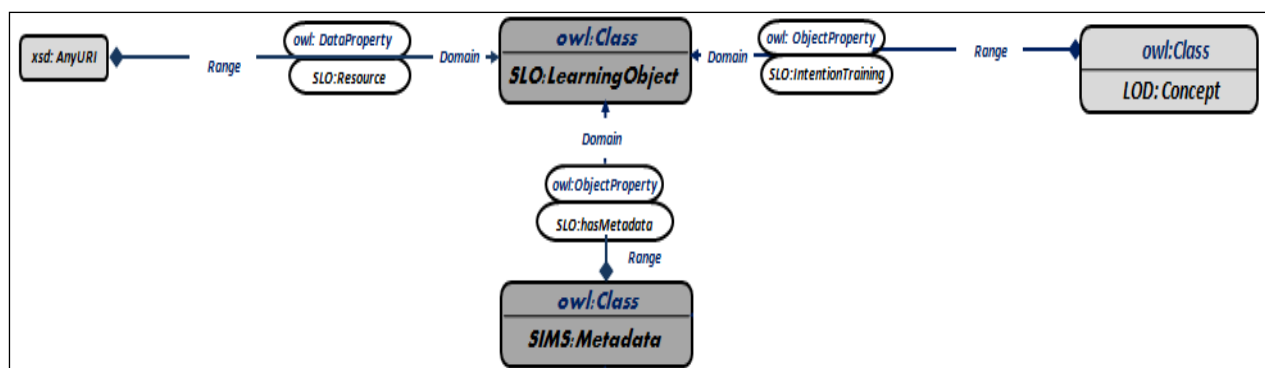 xsd: AnyURI
Range
owl: DataProperty
SLO:Resource
Domain
owl:Class
SLO:LearningObject
Domain
owl: ObjectProperty
SLO:IntentionTraining
Range
owl:Class
LOD: Concept
Domain
owl:ObjectProperty
SLO:hasMetadata
Range
owl:Class
SIMS:Metadata